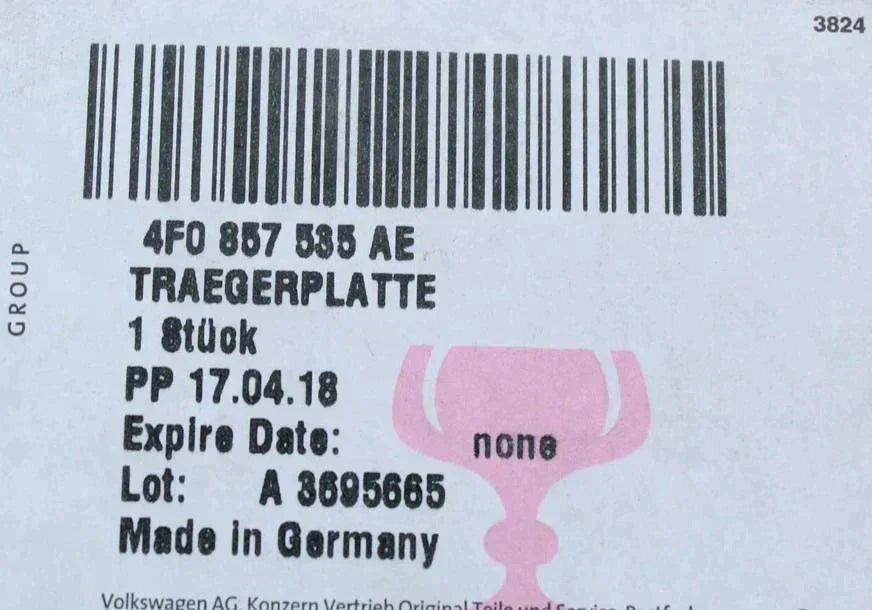 3824
GROUP
4F0 857 535 AE
TRAEGERPLATTE
1 Stück
PP 17.04.18
Expire Date: none
Lot: A 3695665
Made in Germany
Volkswagen AG, Konzern Vertrieb Original Teile und Service